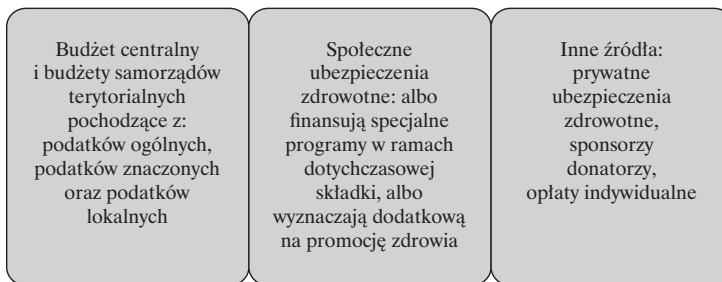 Budżet centralny
i budżety samorządów
terytorialnych
pochodzące z:
podatków ogólnych,
podatków znaczonych
oraz podatków
lokalnych
Społeczne
ubezpieczenia
zdrowotne: albo
finansują specjalne
programy w ramach
dotychczasowej
składki, albo
wyznaczają dodatkową
na promocję zdrowia
Inne źródła:
prywatne
ubezpieczenia
zdrowotne,
sponsorzy
donatorzy,
opłaty indywidualne